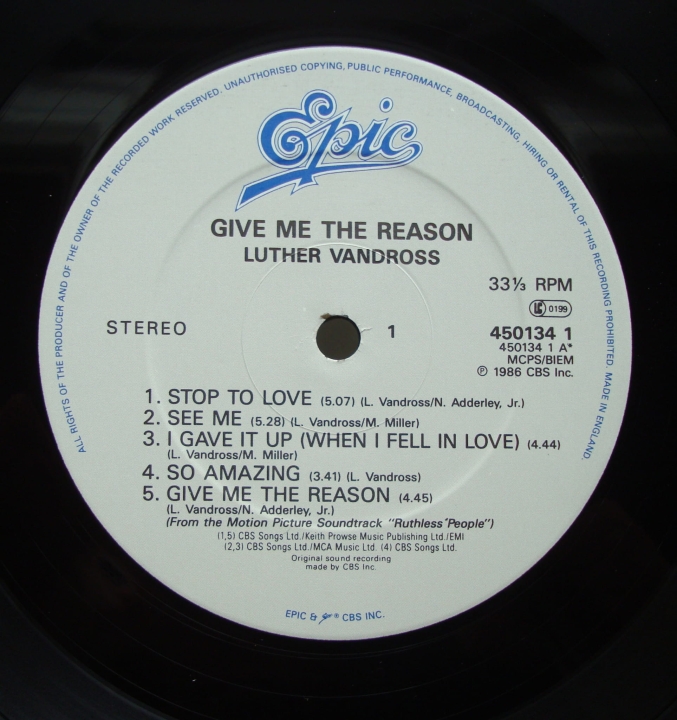 ALL RIGHTS OF THE PRODUCER AND OF THE OWNER OF THE RECORDED WORK RESERVED. UNAUTHORISED COPYING, PUBLIC PERFORMANCE, BROADCASTING, HIRING OR RENTAL OF THIS RECORDING PROHIBITED. MADE IN ENGLAND.
Epic
GIVE ME THE REASON
LUTHER VANDROSS
33⅓ RPM
LC 0199
STEREO
1
450134 1
450134 1 A*
MCPS/BIEM
℗ 1986 CBS Inc.
1. STOP TO LOVE (5.07) (L. Vandross/N. Adderley, Jr.)
2. SEE ME (5.28) (L. Vandross/M. Miller)
3. I GAVE IT UP (WHEN I FELL IN LOVE) (4.44)
(L. Vandross/M. Miller)
4. SO AMAZING (3.41) (L. Vandross)
5. GIVE ME THE REASON (4.45)
(L. Vandross/N. Adderley, Jr.)
(From the Motion Picture Soundtrack "Ruthless People")
(1,5) CBS Songs Ltd./Keith Prowse Music Publishing Ltd./EMI
(2,3) CBS Songs Ltd./MCA Music Ltd. (4) CBS Songs Ltd.
Original sound recording
made by CBS Inc.
EPIC & ® CBS INC.